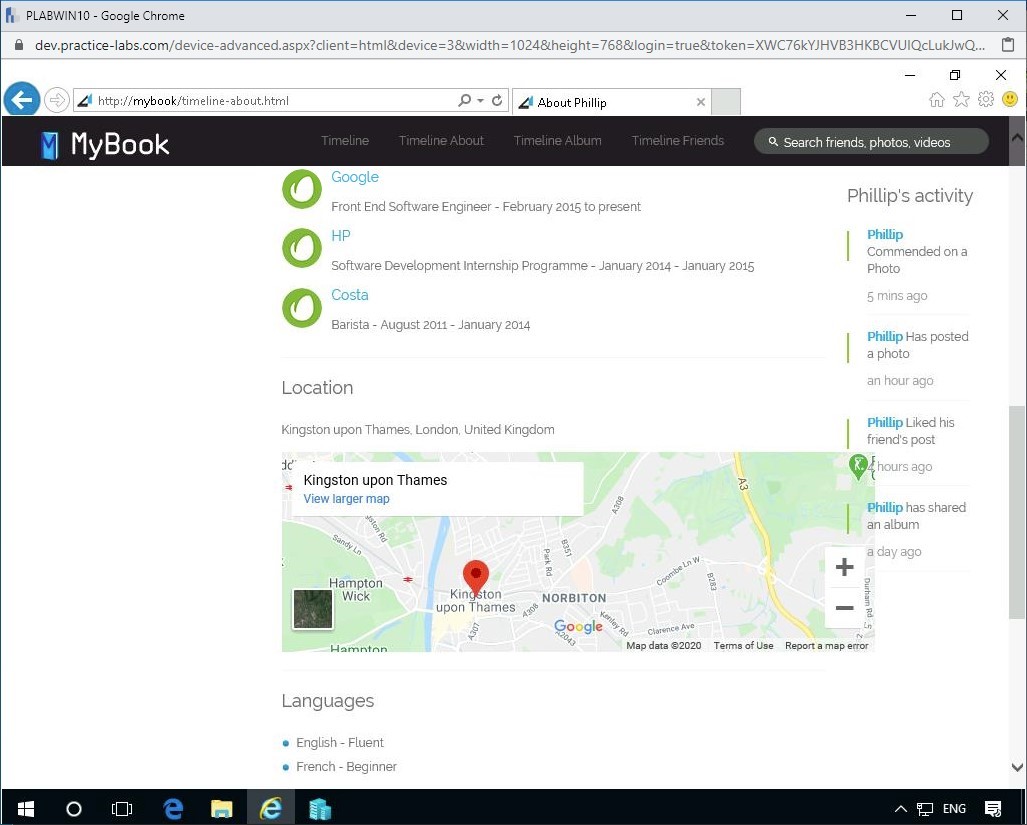 PLABWIN10 - Google Chrome
dev.practice-labs.com/device-advanced.aspx?client=html&device=3&width=1024&height=768&login=true&token=XWC76kYJHVB3HKBCVUIQcLukJwQ...
http://mybook/timeline-about.html
About Phillip
MyBook
Timeline
Timeline About
Timeline Album
Timeline Friends
Search friends, photos, videos
Google
Front End Software Engineer - February 2015 to present
HP
Software Development Internship Programme - January 2014 - January 2015
Costa
Barista - August 2011 - January 2014
Location
Kingston upon Thames, London, United Kingdom
Kingston upon Thames
View larger map
Sandy Ln
Hampton
Wick
Kingston
upon Thames
NORBITON
A308
B351
Park Rd
A3
Coombe Ln W
B283
Durham Rd
A308
A307
A2043
Kenley Rd
Clarence Ave
Hampton
Google
Map data ©2020
Terms of Use
Report a map error
Languages
English - Fluent
French - Beginner
Phillip's activity
Phillip
Commended on a
Photo
5 mins ago
Phillip Has posted
a photo
an hour ago
Phillip Liked his
friend's post
4 hours ago
Phillip has shared
an album
a day ago
ENG